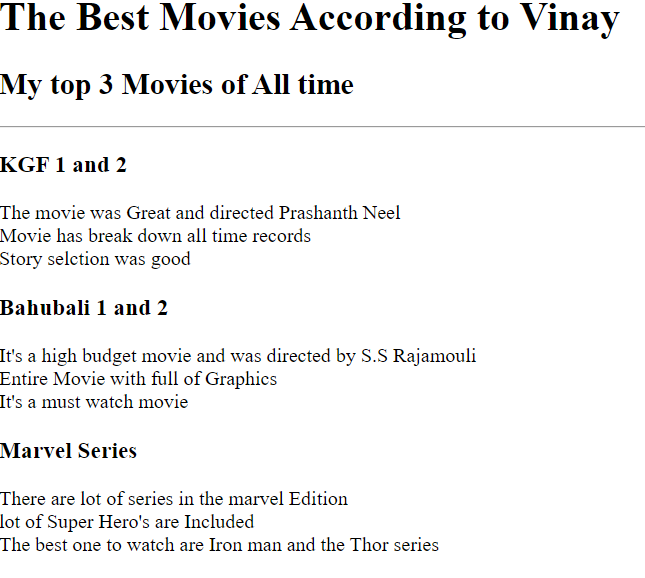 The Best Movies According to Vinay
My top 3 Movies of All time
KGF 1 and 2
The movie was Great and directed Prashanth Neel
Movie has break down all time records
Story selction was good
Bahubali 1 and 2
It's a high budget movie and was directed by S.S Rajamouli
Entire Movie with full of Graphics
It's a must watch movie
Marvel Series
There are lot of series in the marvel Edition
lot of Super Hero's are Included
The best one to watch are Iron man and the Thor series